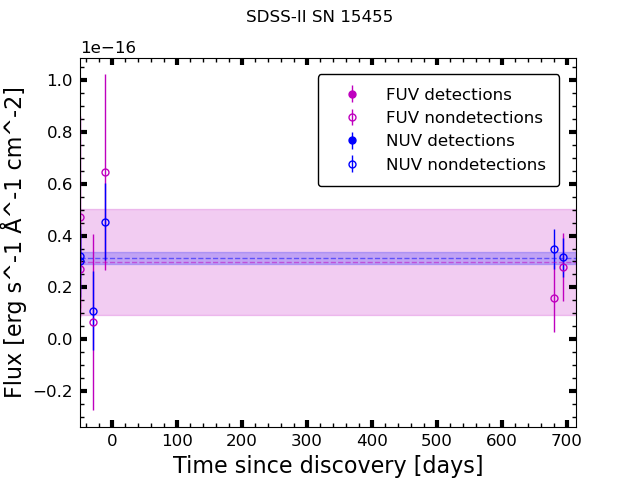 SDSS-II SN 15455
1e−16
FUV detections
FUV nondetections
NUV detections
NUV nondetections
1.0
0.8
0.6
0.4
0.2
0.0
−0.2
Flux [erg s^-1 Å^-1 cm^-2]
0 100 200 300 400 500 600 700
Time since discovery [days]